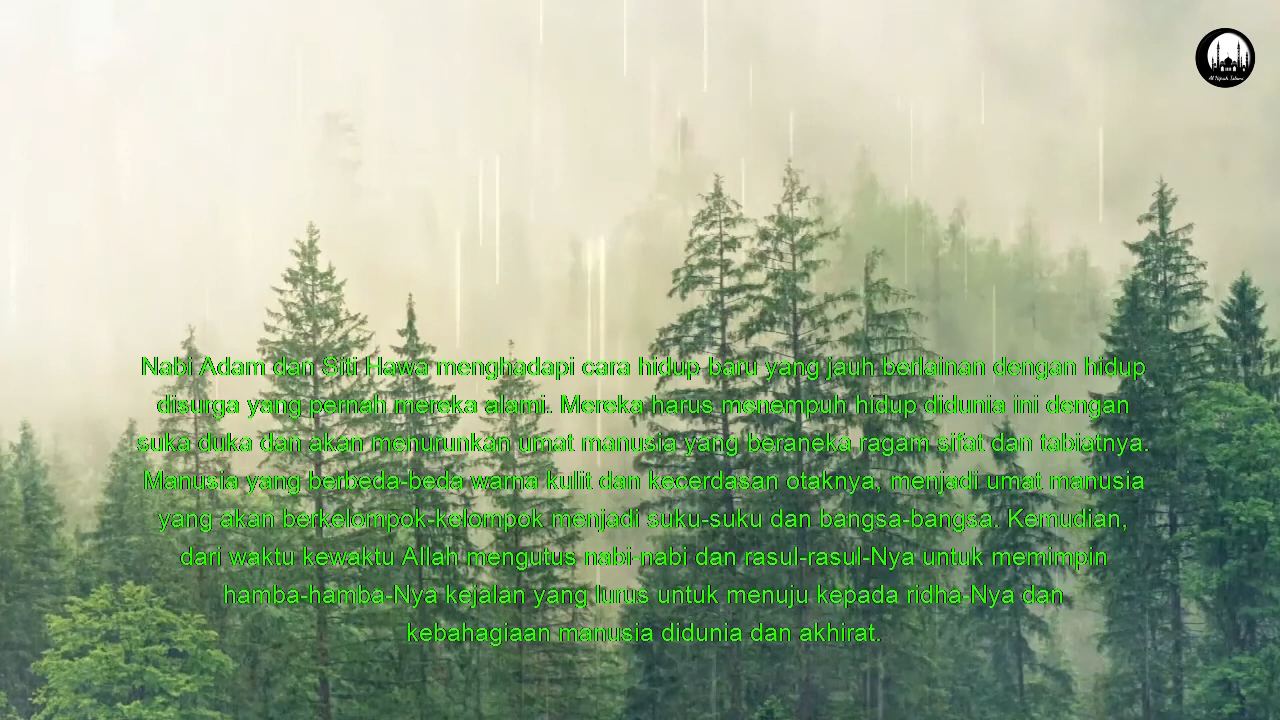 Nabi Adam dan Siti Hawa menghadapi cara hidup baru yang jauh berlainan dengan hidup
disurga yang pernah mereka alami. Mereka harus menempuh hidup didunia ini dengan
suka duka dan akan menurunkan umat manusia yang beraneka ragam sifat dan tabiatnya.
Manusia yang berbeda-beda warna kulit dan kecerdasan otaknya, menjadi umat manusia
yang akan berkelompok-kelompok menjadi suku-suku dan bangsa-bangsa. Kemudian,
dari waktu kewaktu Allah mengutus nabi-nabi dan rasul-rasul-Nya untuk memimpin
hamba-hamba-Nya kejalan yang lurus untuk menuju kepada ridha-Nya dan
kebahagiaan manusia didunia dan akhirat.